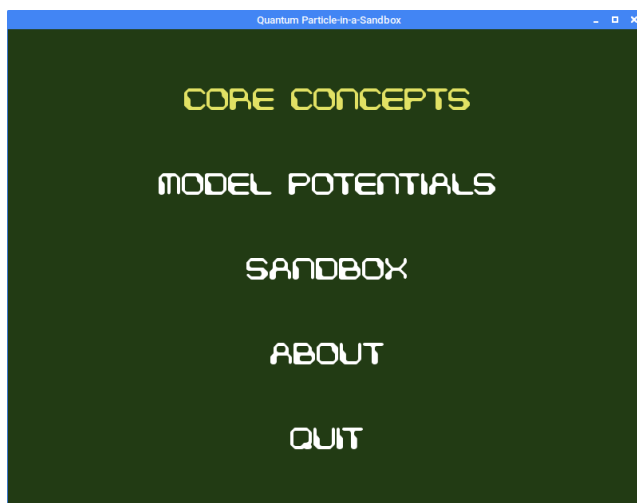 Quantum Particle-in-a-Sandbox
CORE CONCEPTS
MODEL POTENTIALS
SANDBOX
ABOUT
QUIT